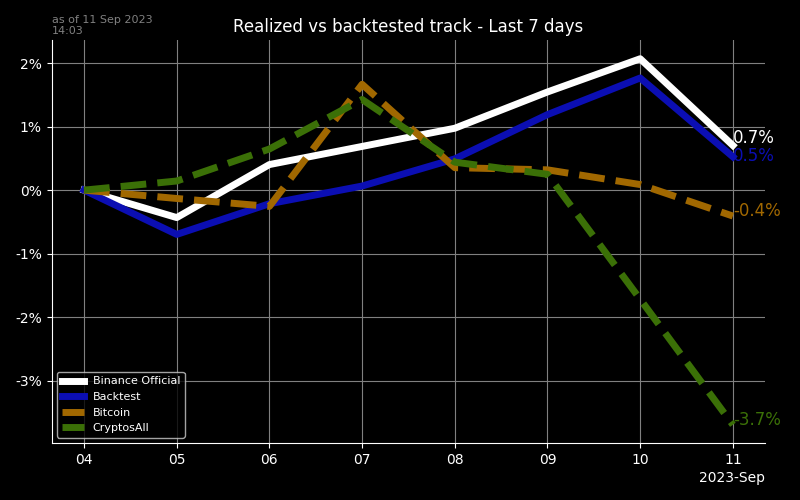 as of 11 Sep 2023
14:03
Realized vs backtested track - Last 7 days
2%
1%
0%
-1%
-2%
-3%
0.7%
0.5%
-0.4%
-3.7%
Binance Official
Backtest
Bitcoin
CryptosAll
04 05 06 07 08 09 10 11
2023-Sep